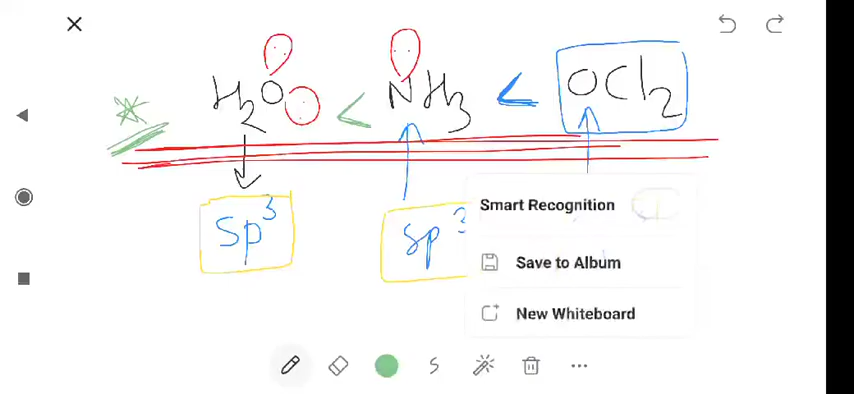 H2O < NH3 < OCl2
Sp3 Sp3
Smart Recognition
Save to Album
New Whiteboard